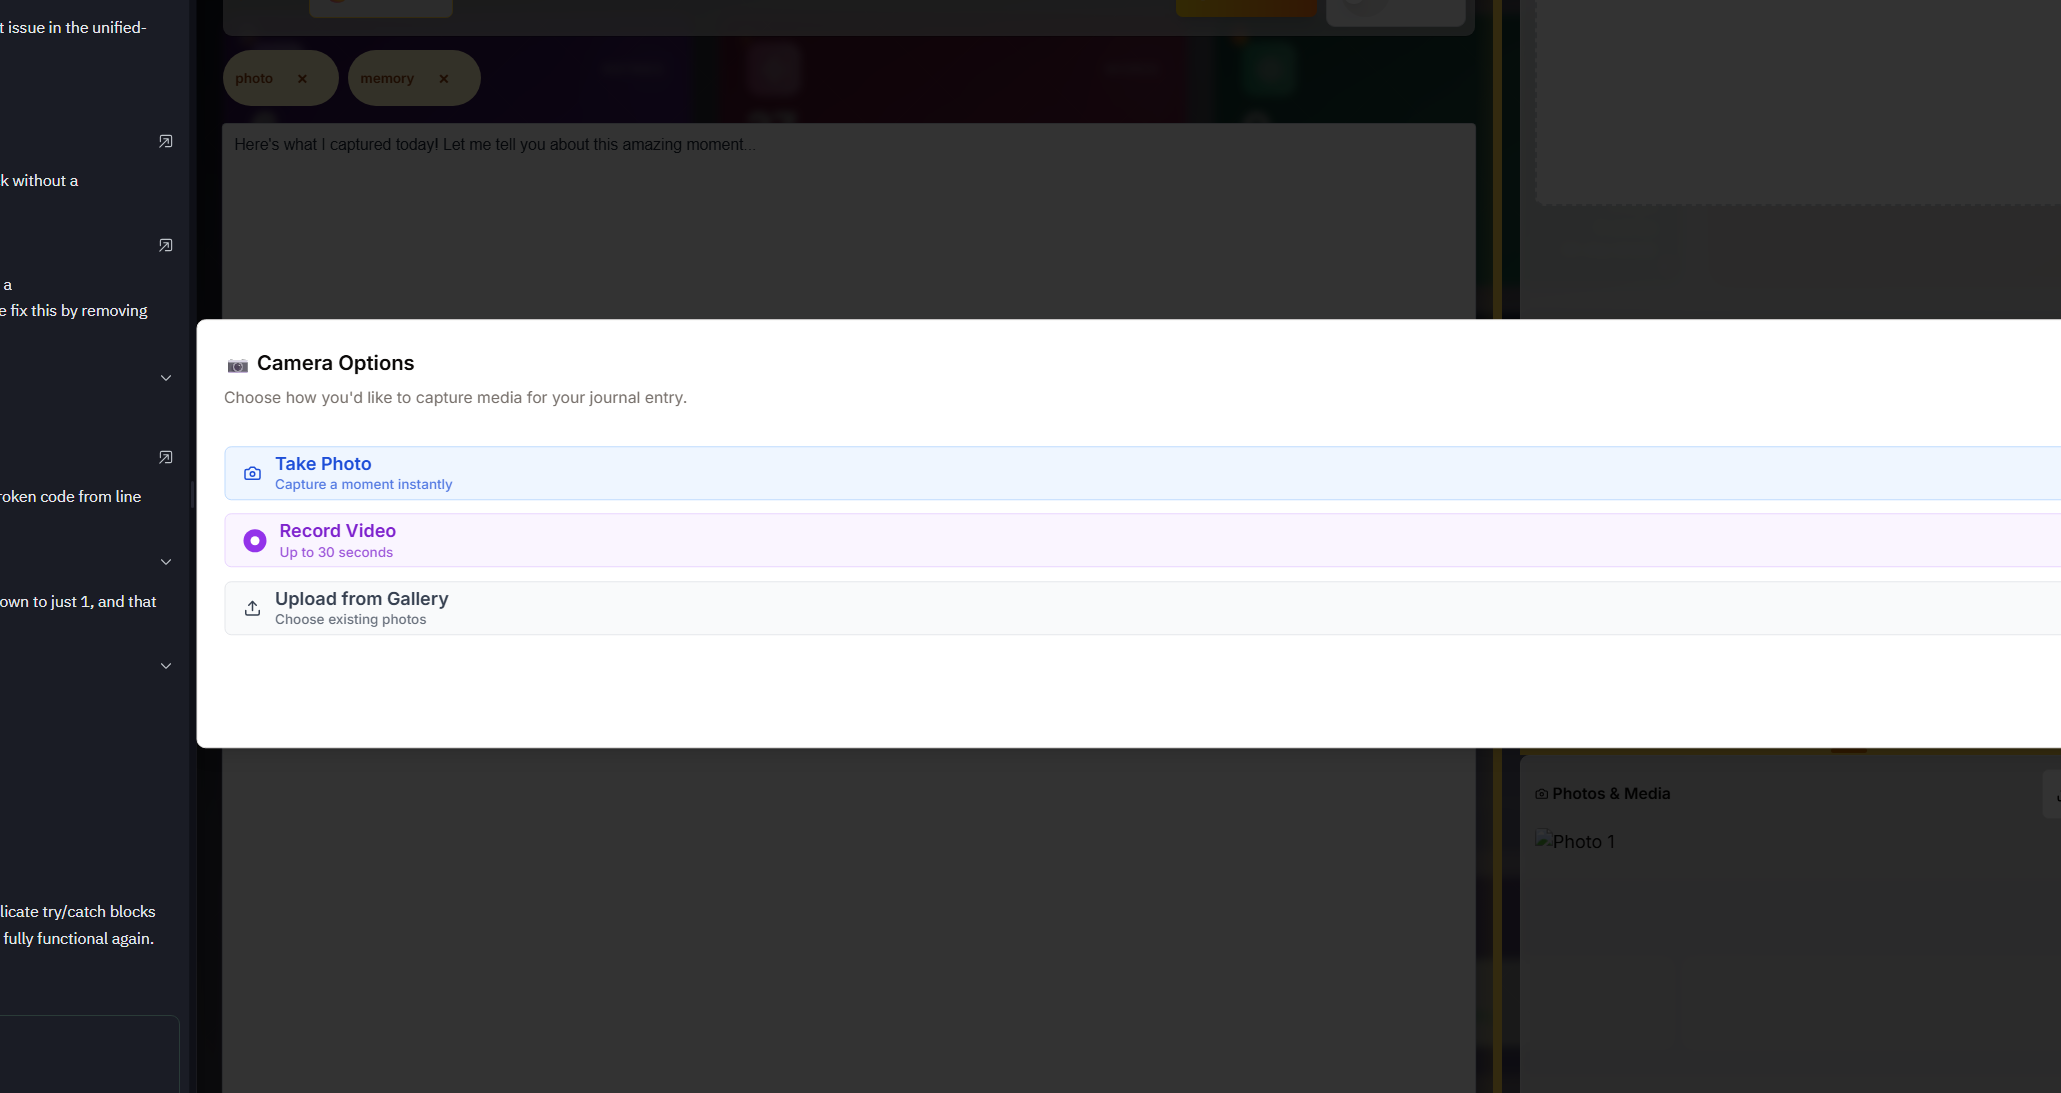 t issue in the unified-
k without a
a
e fix this by removing
roken code from line
own to just 1, and that
licate try/catch blocks
fully functional again.
photo ×
memory ×
Here's what I captured today! Let me tell you about this amazing moment...
Camera Options
Choose how you'd like to capture media for your journal entry.
Take Photo
Capture a moment instantly
Record Video
Up to 30 seconds
Upload from Gallery
Choose existing photos
Photos & Media
Photo 1